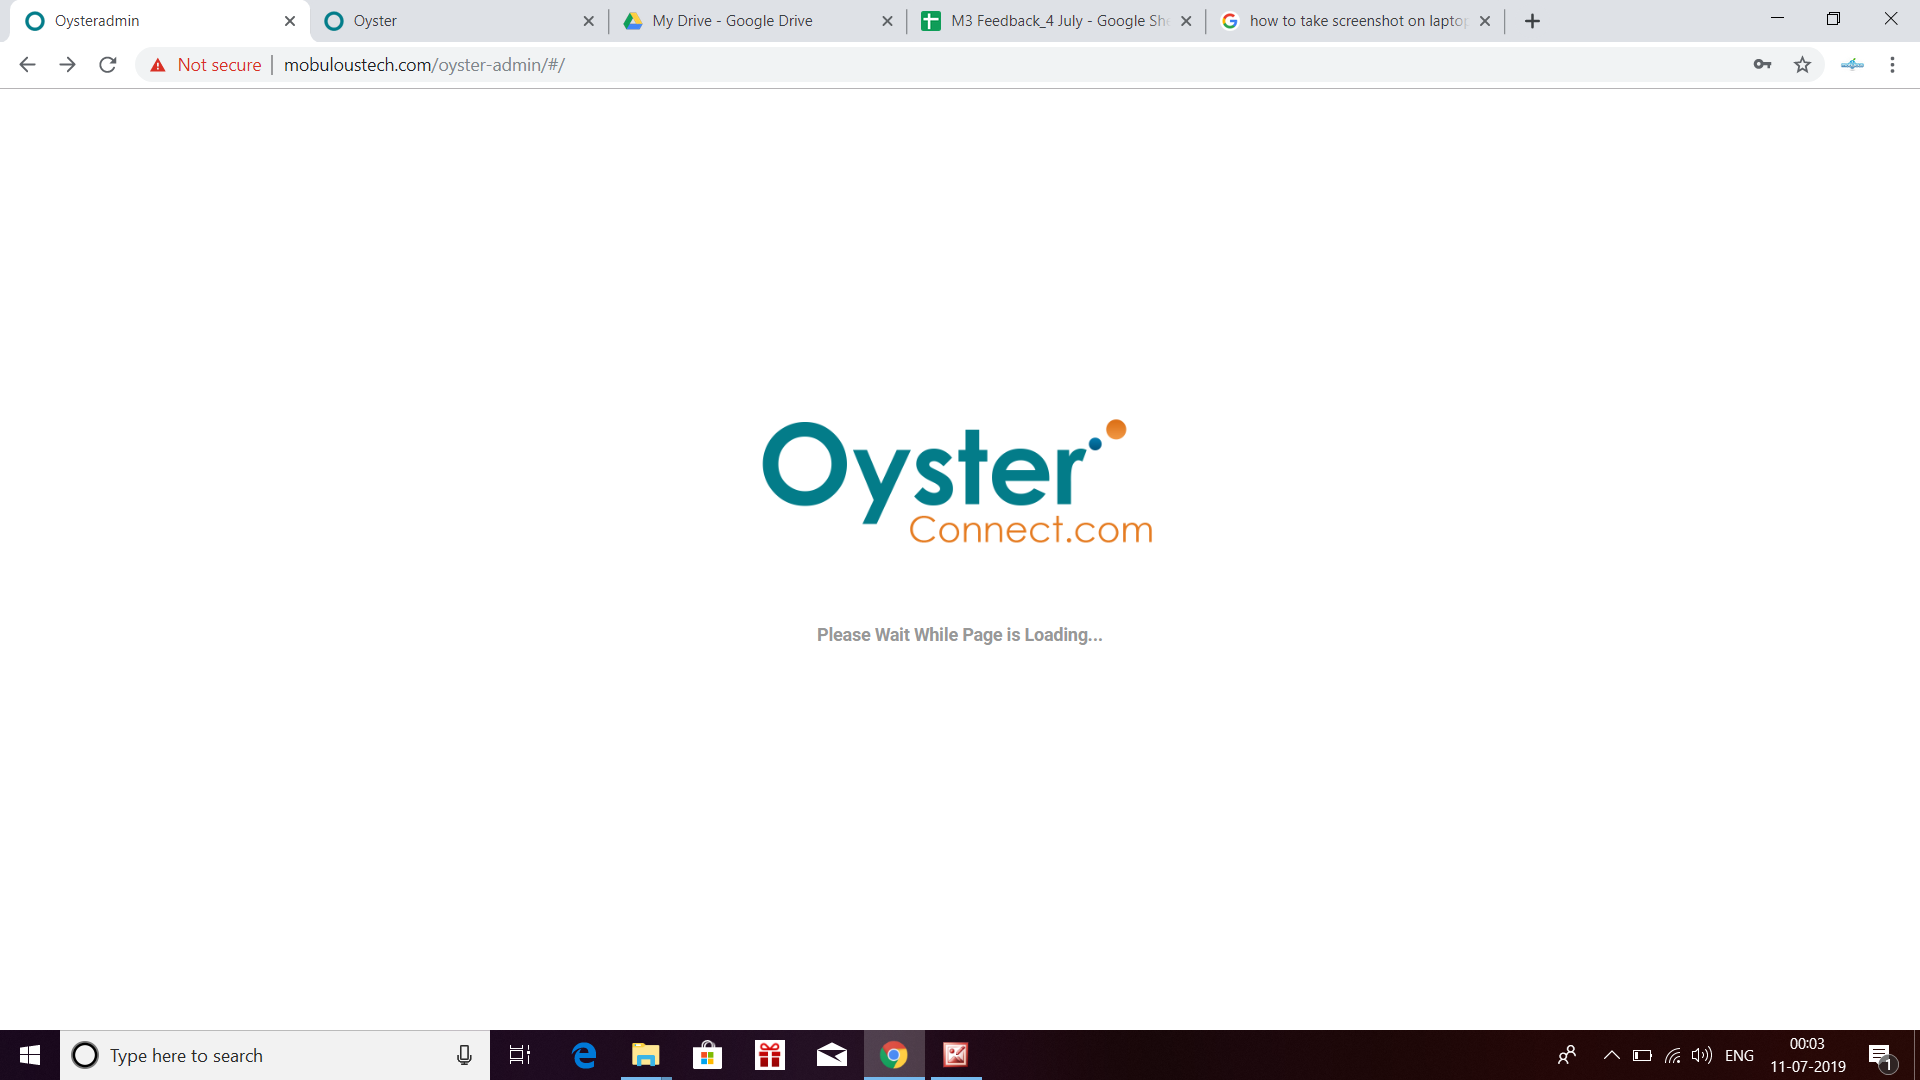 Oysteradmin
Oyster
My Drive - Google Drive
M3 Feedback_4 July - Google She
how to take screenshot on laptop
Not secure
mobuloustech.com/oyster-admin/#/
Oyster
Connect.com
Please Wait While Page is Loading...
Type here to search
ENG
00:03
11-07-2019
1